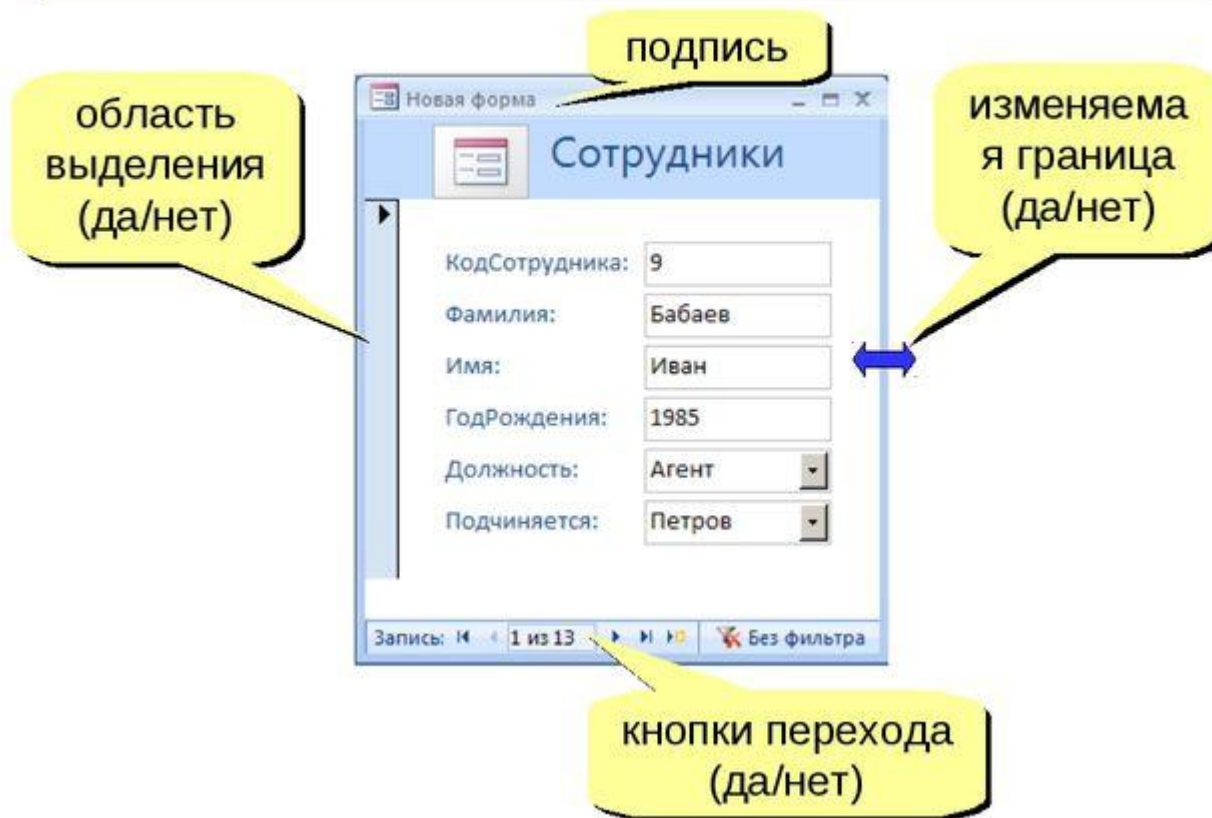 подпись
область
выделения
(да/нет)
изменяема
я граница
(да/нет)
Новая форма
Сотрудники
КодСотрудника: 9
Фамилия: Бабаев
Имя: Иван
ГодРождения: 1985
Должность: Агент
Подчиняется: Петров
Запись: 1 из 13 Без фильтра
кнопки перехода
(да/нет)